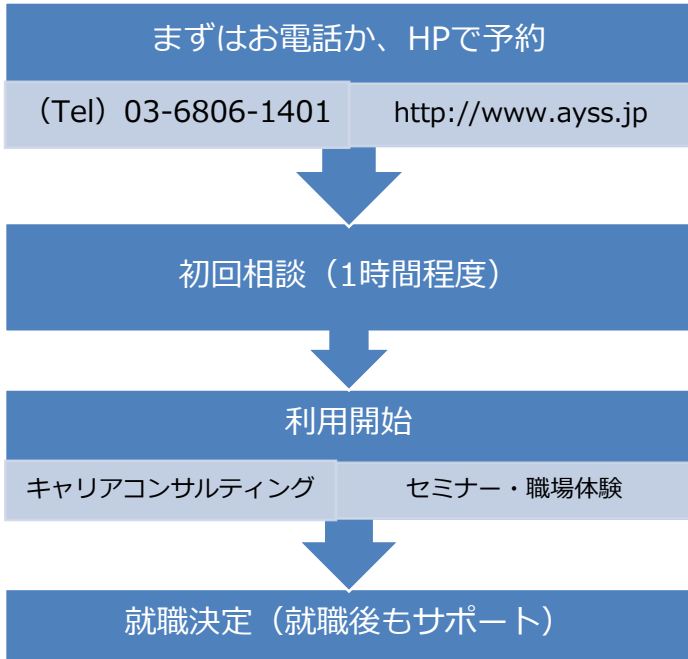 まずはお電話か、HPで予約
（Tel）03-6806-1401
http://www.ayss.jp
初回相談（1時間程度）
利用開始
キャリアコンサルティング
セミナー・職場体験
就職決定（就職後もサポート）